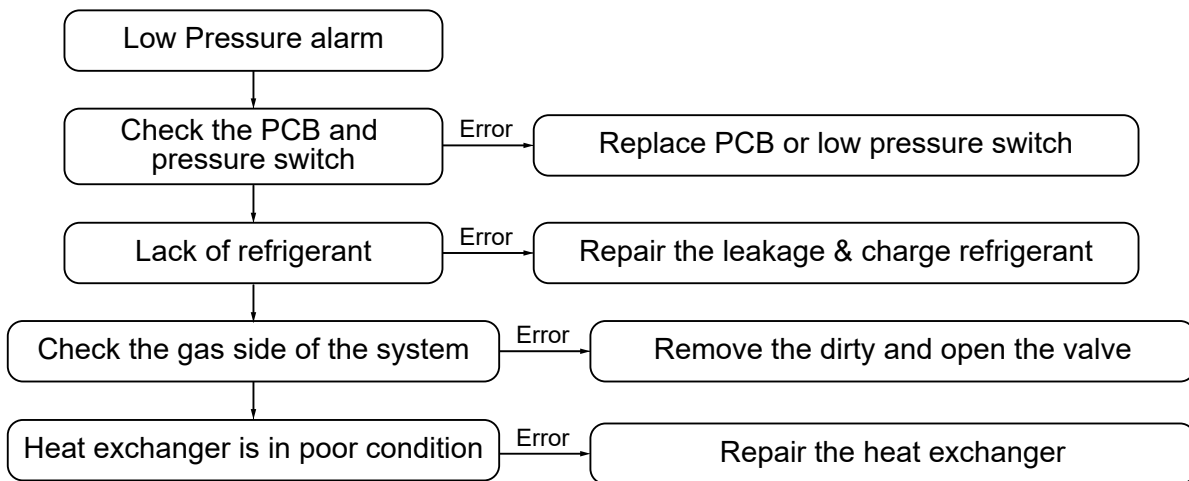 Low Pressure alarm
Check the PCB and
pressure switch
Error
Replace PCB or low pressure switch
Lack of refrigerant
Error
Repair the leakage & charge refrigerant
Check the gas side of the system
Error
Remove the dirty and open the valve
Heat exchanger is in poor condition
Error
Repair the heat exchanger